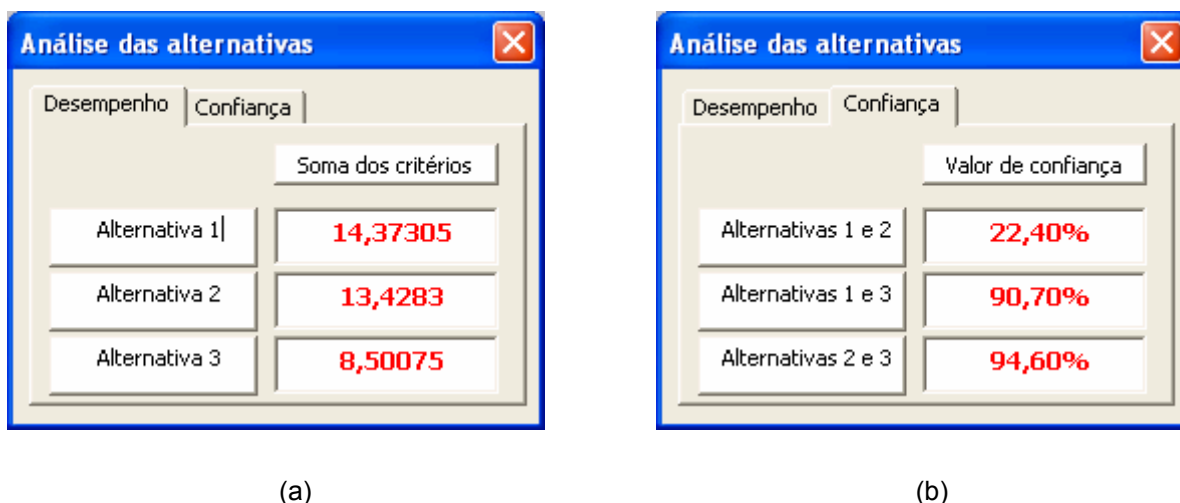 Análise das alternativas
Desempenho Confiança
Soma dos critérios
Alternativa 1 14,37305
Alternativa 2 13,4283
Alternativa 3 8,50075
(a)
Análise das alternativas
Desempenho Confiança
Valor de confiança
Alternativas 1 e 2 22,40%
Alternativas 1 e 3 90,70%
Alternativas 2 e 3 94,60%
(b)